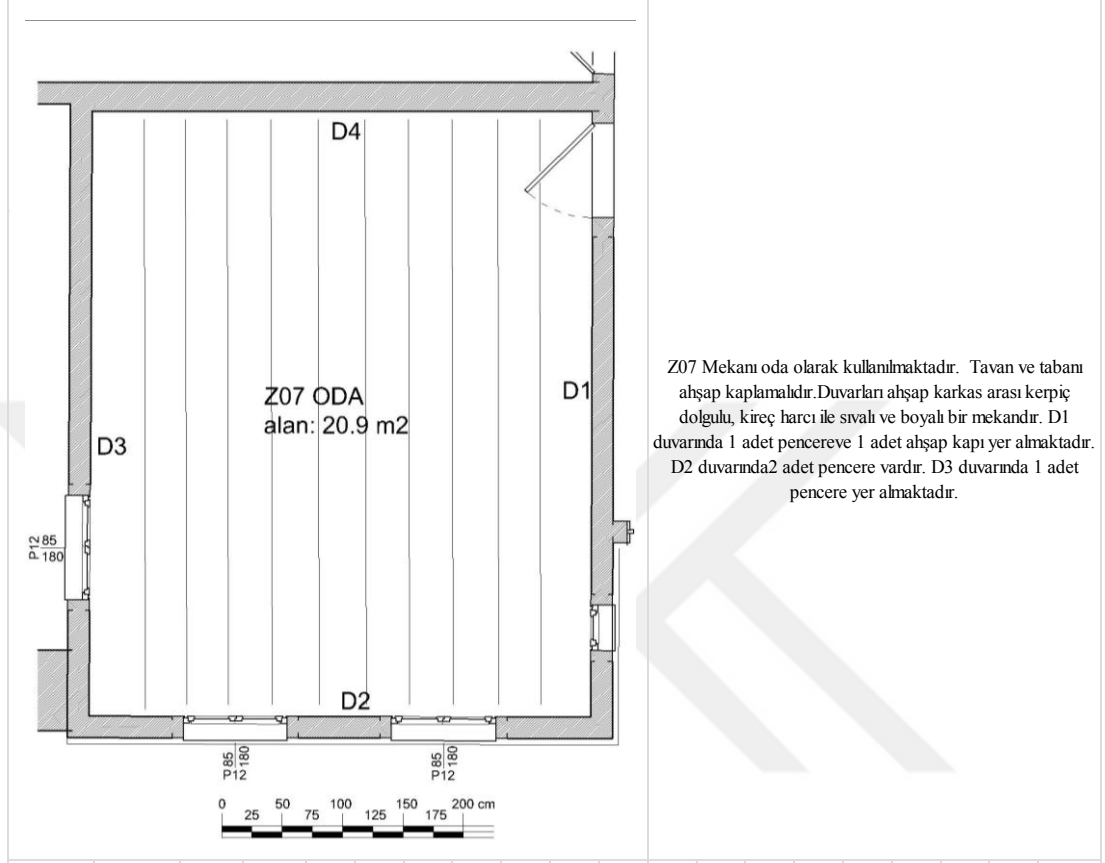 D4
Z07 ODA
alan: 20.9 m2
D1
D3
P12 85
180
D2
85 180
P12
85 180
P12
0 50 100 150 200 cm
25 75 125 175
Z07 Mekanı oda olarak kullanılmaktadır. Tavan ve tabanı
ahşap kaplamalıdır.Duvarları ahşap karkas arası kerpiç
dolgulu, kireç harcı ile sıvalı ve boyalı bir mekandır. D1
duvarında 1 adet pencereve 1 adet ahşap kapı yer almaktadır.
D2 duvarında2 adet pencere vardır. D3 duvarında 1 adet
pencere yer almaktadır.